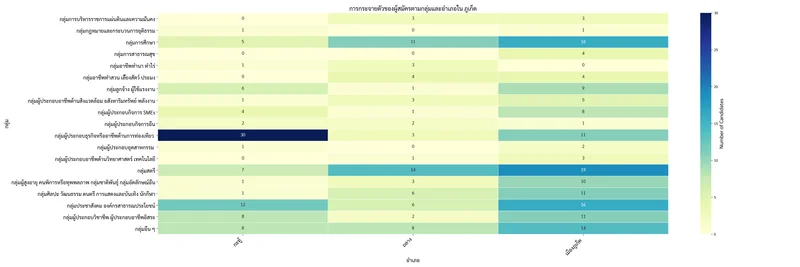 การกระจายตัวของผู้สมัครตามกลุ่มและอำเภอใน ภูเก็ต
กลุ่มการบริหารราชการแผ่นดินและความมั่นคง 0 3 3
กลุ่มกฎหมายและกระบวนการยุติธรรม 1 0 1
กลุ่มการศึกษา 5 11 16
กลุ่มการสาธารณสุข 0 0 4
กลุ่มอาชีพทำนา ทำไร่ 1 3 0
กลุ่มอาชีพทำสวน เลี้ยงสัตว์ ประมง 0 4 4
กลุ่มลูกจ้าง ผู้ใช้แรงงาน 6 1 9
กลุ่มผู้ประกอบอาชีพด้านสิ่งแวดล้อม อสังหาริมทรัพย์ พลังงาน 1 3 5
กลุ่มผู้ประกอบกิจการ SMEs 4 1 8
กลุ่มผู้ประกอบกิจการอื่น 2 2 1
กลุ่มผู้ประกอบธุรกิจหรืออาชีพด้านการท่องเที่ยว 30 3 11
กลุ่มผู้ประกอบอุตสาหกรรม 1 0 2
กลุ่มผู้ประกอบอาชีพด้านวิทยาศาสตร์ เทคโนโลยี 0 1 3
กลุ่มสตรี 7 14 19
กลุ่มผู้สูงอายุ คนพิการหรือทุพพลภาพ กลุ่มชาติพันธุ์ กลุ่มอัตลักษณ์อื่น 1 3 10
กลุ่มศิลปะ วัฒนธรรม ดนตรี การแสดงและบันเทิง นักกีฬา 1 6 11
กลุ่มประชาสังคม องค์กรสาธารณประโยชน์ 12 6 16
กลุ่มผู้ประกอบวิชาชีพ ผู้ประกอบอาชีพอิสระ 8 2 11
กลุ่มอื่น ๆ 8 8 14
กะทู้ ถลาง เมืองภูเก็ต
อำเภอ
กลุ่ม
30
25
20
15
10
5
0
Number of Candidates